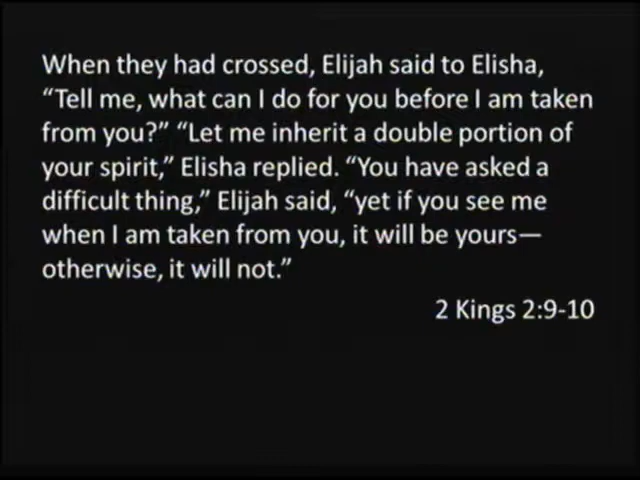 When they had crossed, Elijah said to Elisha,
“Tell me, what can I do for you before I am taken
from you?” “Let me inherit a double portion of
your spirit,” Elisha replied. “You have asked a
difficult thing,” Elijah said, “yet if you see me
when I am taken from you, it will be yours—
otherwise, it will not.”
2 Kings 2:9-10